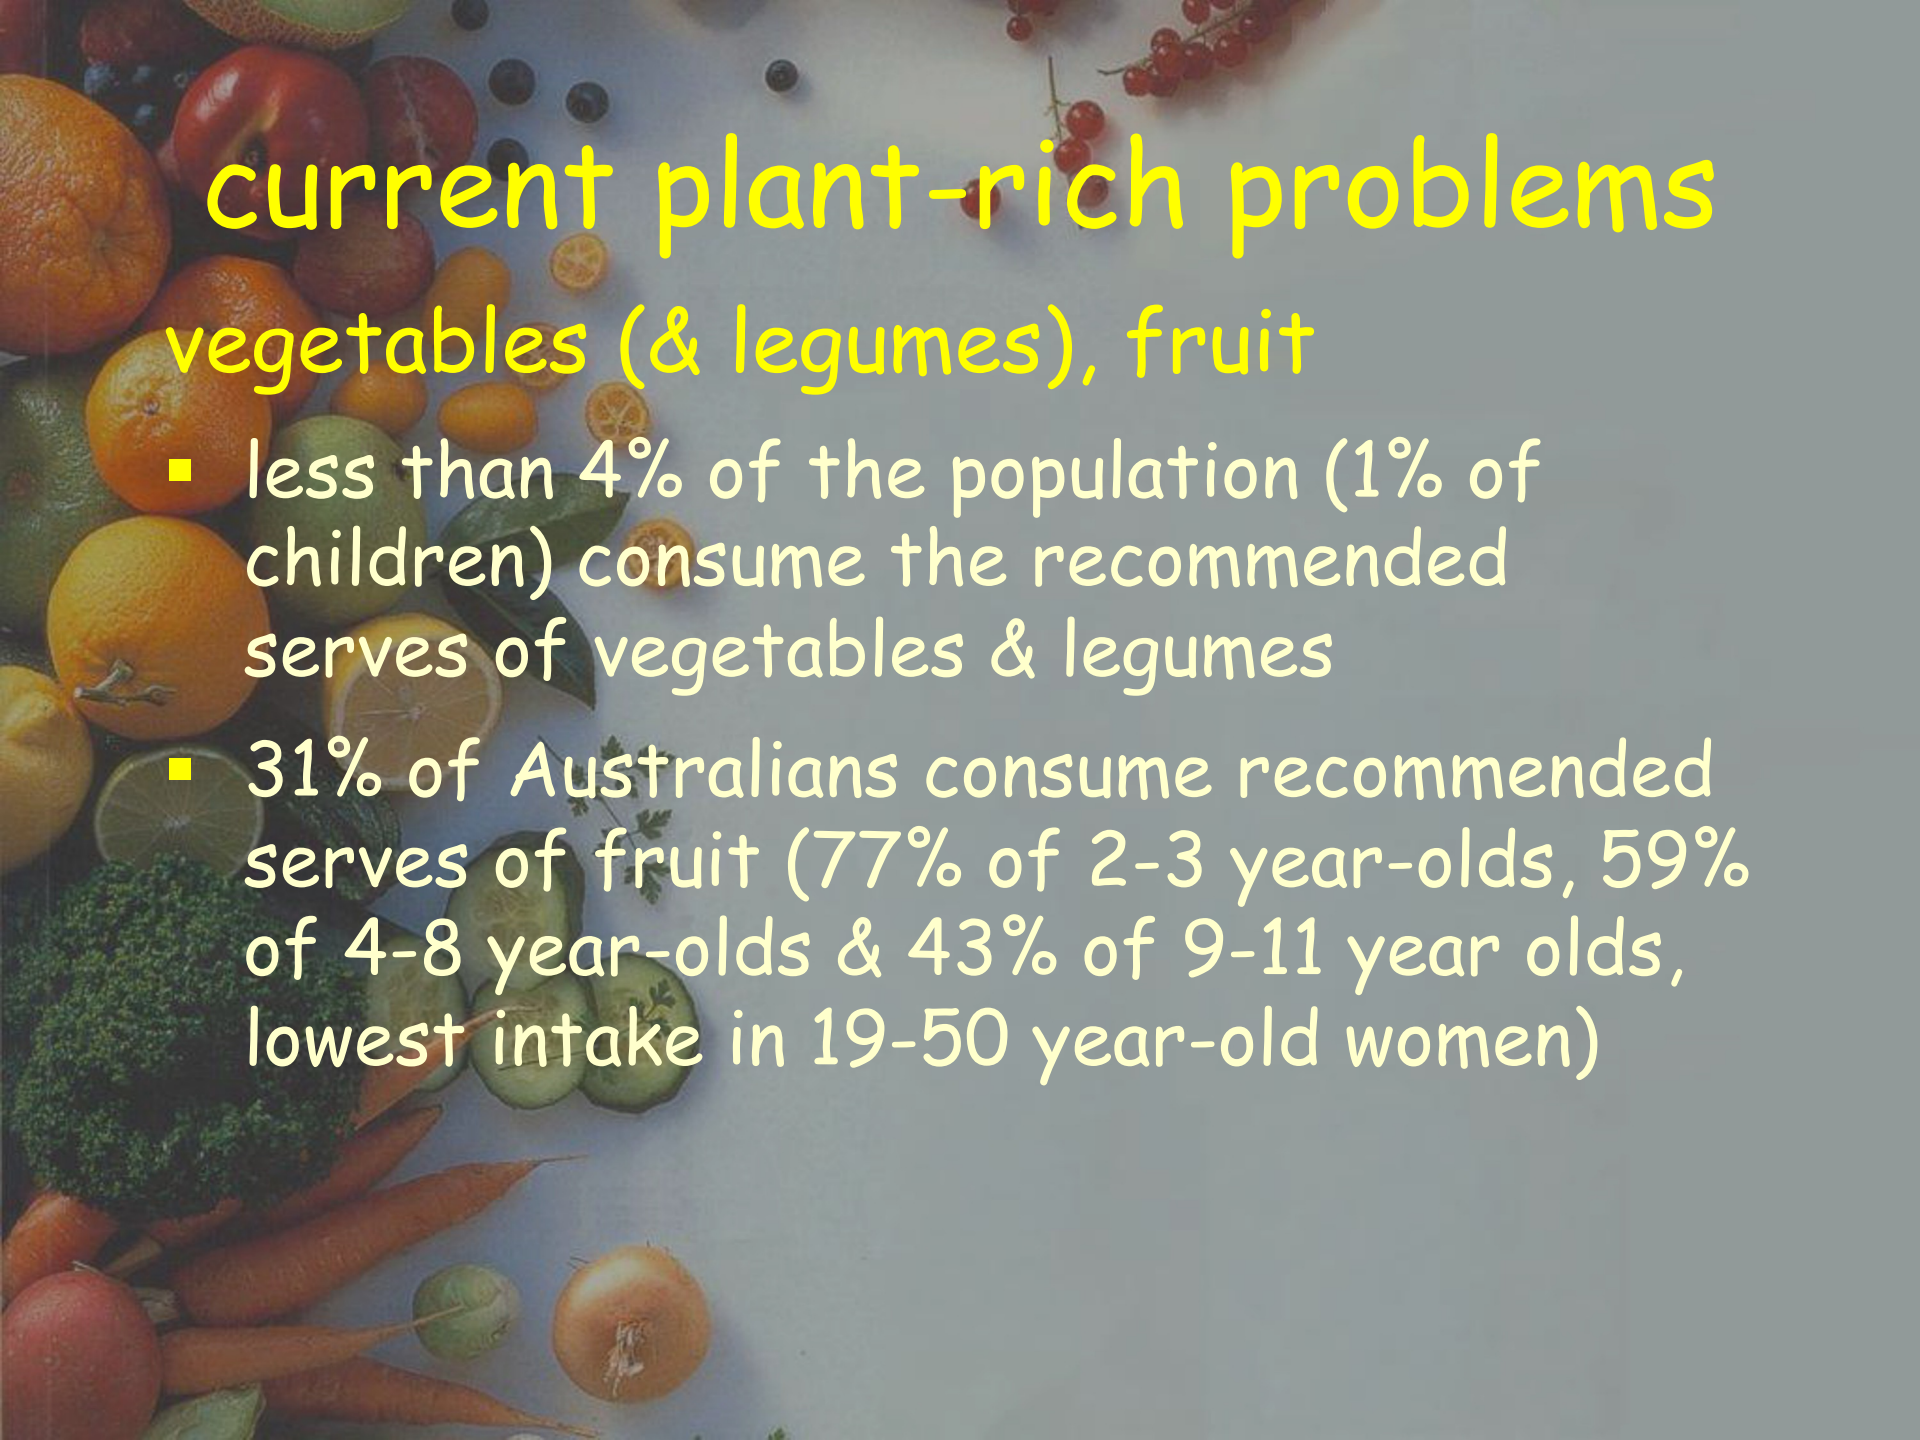 current plant-rich problems
vegetables (& legumes), fruit
▪ less than 4% of the population (1% of
children) consume the recommended
serves of vegetables & legumes
▪ 31% of Australians consume recommended
serves of fruit (77% of 2-3 year-olds, 59%
of 4-8 year-olds & 43% of 9-11 year olds,
lowest intake in 19-50 year-old women)